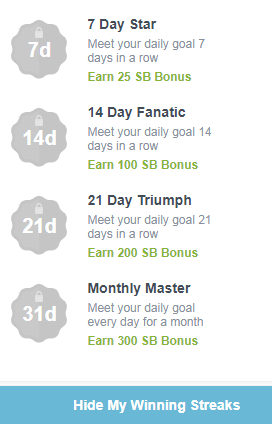 7 Day Star
7d
Meet your daily goal 7
days in a row
Earn 25 SB Bonus
14 Day Fanatic
14d
Meet your daily goal 14
days in a row
Earn 100 SB Bonus
21 Day Triumph
21d
Meet your daily goal 21
days in a row
Earn 200 SB Bonus
Monthly Master
31d
Meet your daily goal
every day for a month
Earn 300 SB Bonus
Hide My Winning Streaks